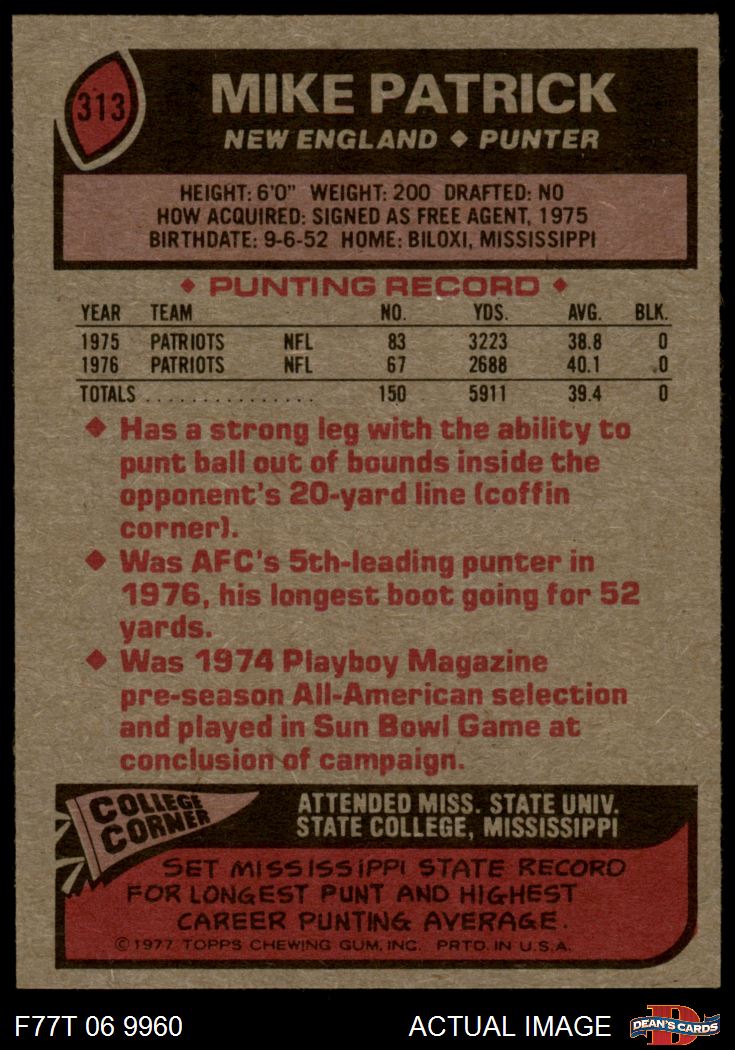 313
MIKE PATRICK
NEW ENGLAND ◆ PUNTER
HEIGHT: 6'0" WEIGHT: 200 DRAFTED: NO
HOW ACQUIRED: SIGNED AS FREE AGENT, 1975
BIRTHDATE: 9-6-52 HOME: BILOXI, MISSISSIPPI
◆ PUNTING RECORD ◆
YEAR TEAM NO. YDS. AVG. BLK.
1975 PATRIOTS NFL 83 3223 38.8 0
1976 PATRIOTS NFL 67 2688 40.1 0
TOTALS . . . . . . . . . . . . . . . 150 5911 39.4 0
◆ Has a strong leg with the ability to
punt ball out of bounds inside the
opponent's 20-yard line (coffin
corner).
◆ Was AFC's 5th-leading punter in
1976, his longest boot going for 52
yards.
◆ Was 1974 Playboy Magazine
pre-season All-American selection
and played in Sun Bowl Game at
conclusion of campaign.
COLLEGE
CORNER
ATTENDED MISS. STATE UNIV.
STATE COLLEGE, MISSISSIPPI
SET MISSISSIPPI STATE RECORD
FOR LONGEST PUNT AND HIGHEST
CAREER PUNTING AVERAGE.
©1977 TOPPS CHEWING GUM, INC. PRTD. IN U.S.A.
F77T 06 9960 ACTUAL IMAGE
D
DEAN'S CARDS